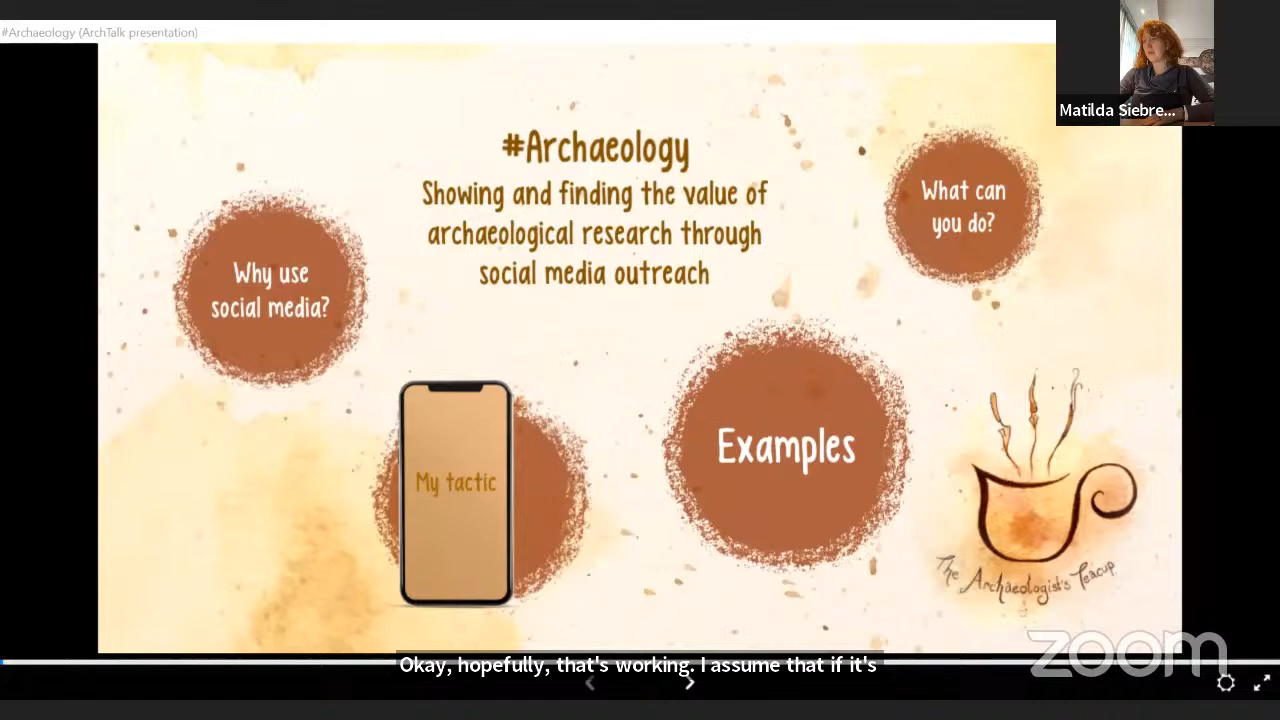 #Archaeology (ArchTalk presentation)
Matilda Siebre...
#Archaeology
Showing and finding the value of
archaeological research through
social media outreach
What can
you do?
Why use
social media?
My tactic
Examples
The Archaeologist's Teacup
zoom
Okay, hopefully, that's working. I assume that if it's